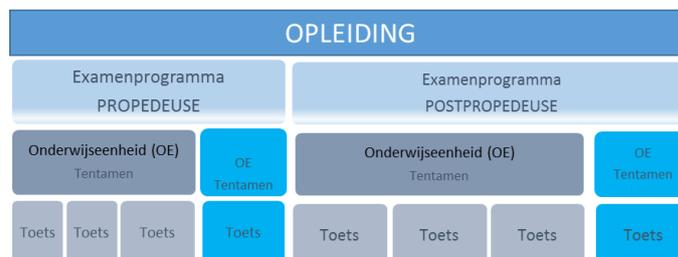 OPLEIDING
Examenprogramma
PROPEDEUSE
Examenprogramma
POSTPROPEDEUSE
Onderwijseenheid (OE)
Tentamen
OE
Tentamen
Onderwijseenheid (OE)
Tentamen
OE
Tentamen
Toets
Toets
Toets
Toets
Toets
Toets
Toets
Toets